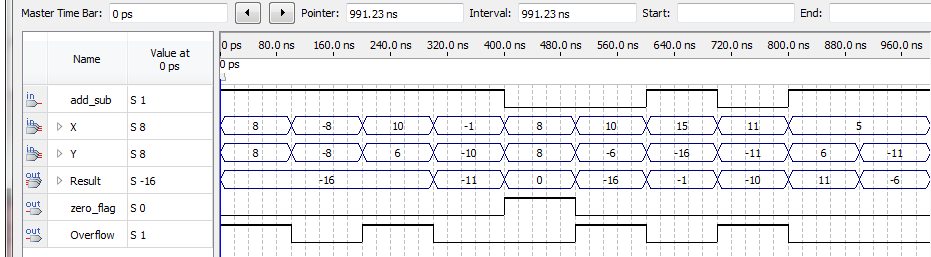 Master Time Bar: 0 ps Pointer: 991.23 ns Interval: 991.23 ns Start: End:
Name Value at 0 ps
0 ps 80.0 ns 160.0 ns 240.0 ns 320.0 ns 400.0 ns 480.0 ns 560.0 ns 640.0 ns 720.0 ns 800.0 ns 880.0 ns 960.0 ns
0 ps
in add_sub S 1
in X S 8 8 -8 10 -1 8 10 15 11 5
in Y S 8 8 -8 6 -10 8 -6 -16 -11 6 -11
out Result S -16 -16 -11 0 -16 -1 -10 11 -6
out zero_flag S 0
out Overflow S 1